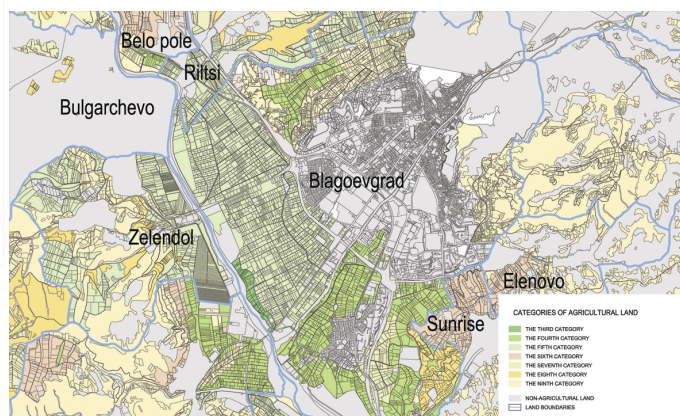 Belo pole
Riltsi
Bulgarchevo
Blagoevgrad
Zelendol
Elenovo
Sunrise
CATEGORIES OF AGRICULTURAL LAND
THE THIRD CATEGORY
THE FOURTH CATEGORY
THE FIFTH CATEGORY
THE SIXTH CATEGORY
THE SEVENTH CATEGORY
THE EIGHTH CATEGORY
THE NINTH CATEGORY
NON-AGRICULTURAL LAND
LAND BOUNDARIES